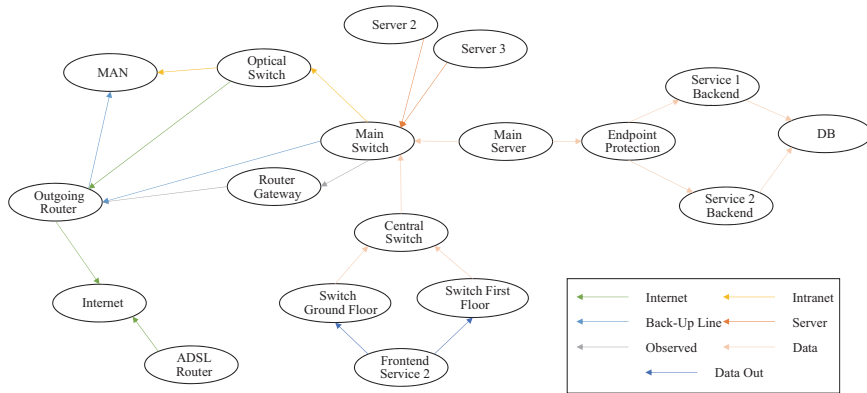 Server 2
Server 3
MAN
Optical
Switch
Service 1
Backend
Main
Switch
Main
Server
Endpoint
Protection
DB
Router
Gateway
Outgoing
Router
Service 2
Backend
Central
Switch
Internet
Switch
Ground Floor
Switch First
Floor
ADSL
Router
Frontend
Service 2
Internet
Intranet
Back-Up Line
Server
Observed
Data
Data Out